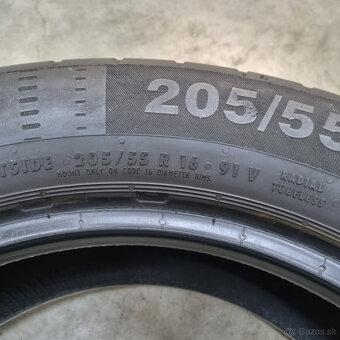 205/55
TSIDE 205/55 R 16 91 V
MOUNT ONLY ON CODE 16 DIAMETER RIMS.
RADIAL
TUBELESS
Bazos.sk